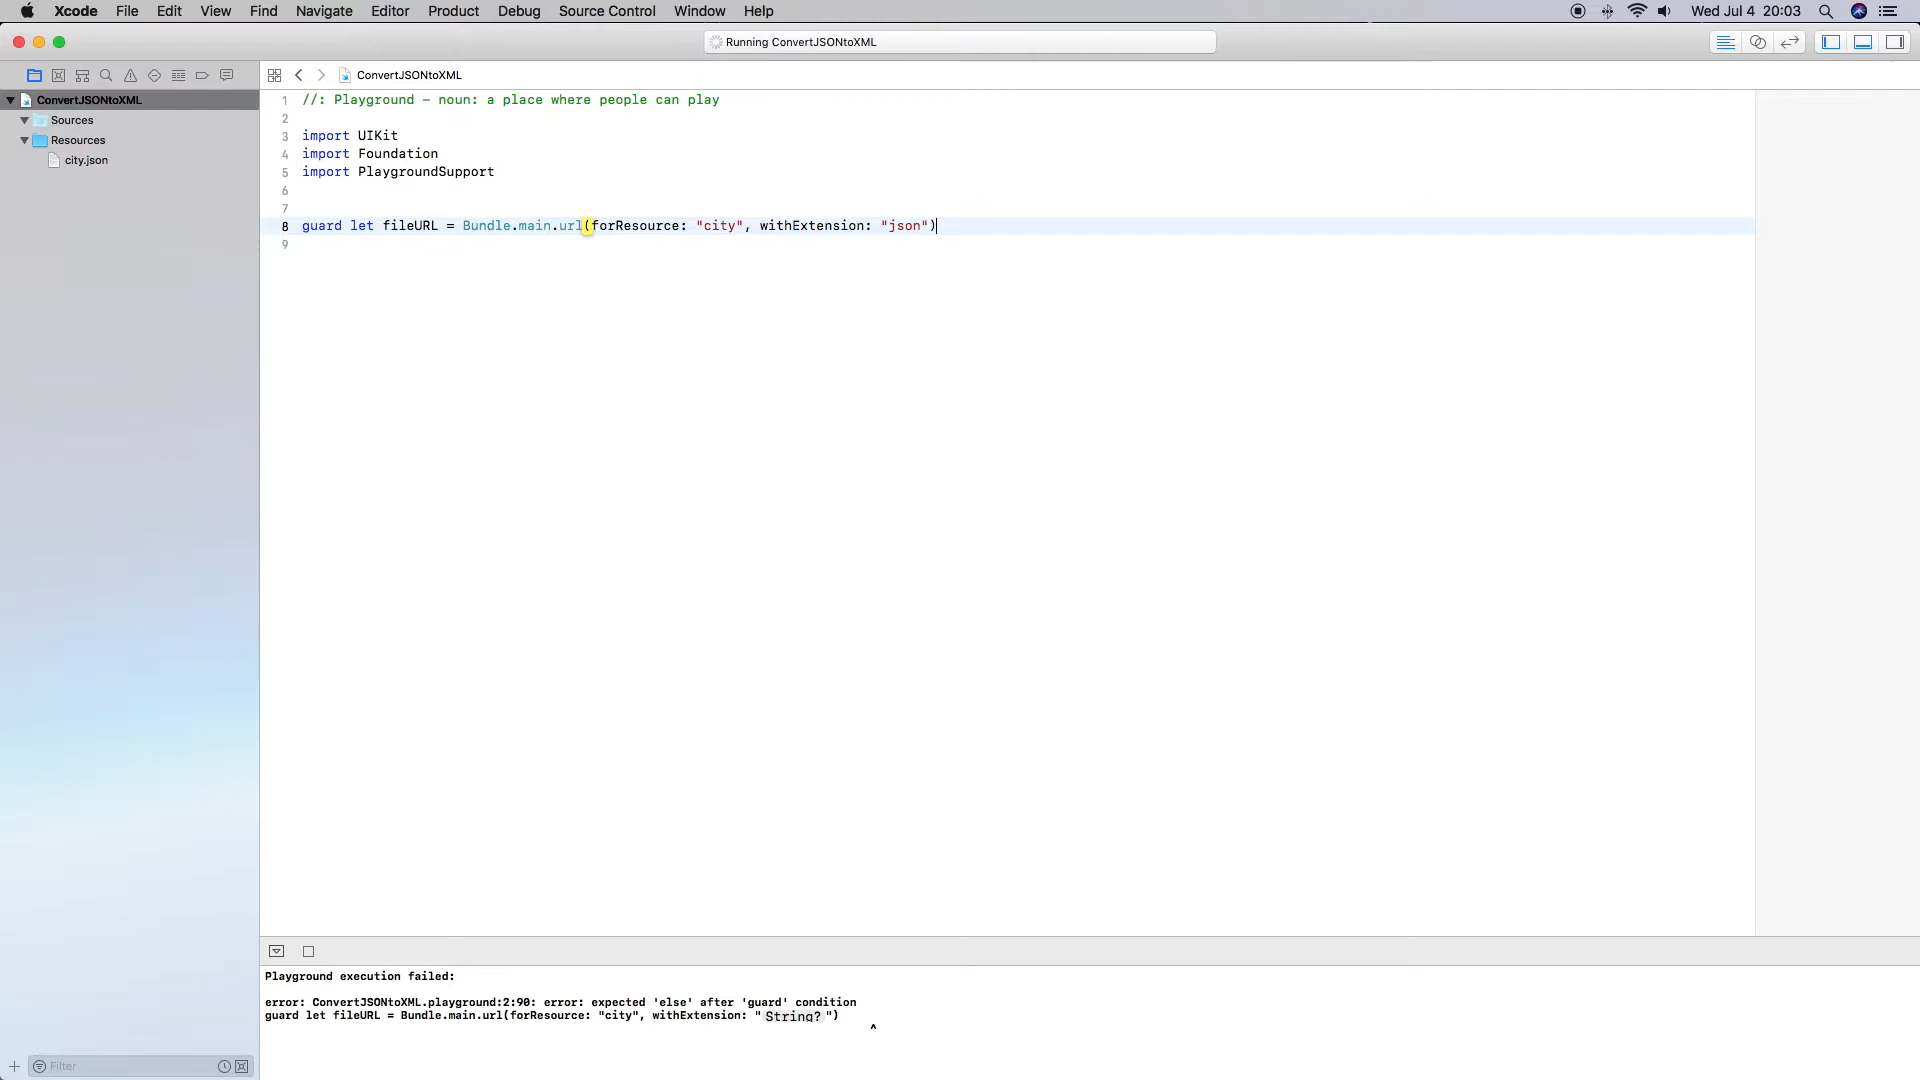 Xcode File Edit View Find Navigate Editor Product Debug Source Control Window Help Wed Jul 4 20:03
Running ConvertJSONtoXML
ConvertJSONtoXML
ConvertJSONtoXML
Sources
Resources
city.json
1 //: Playground – noun: a place where people can play
2
3 import UIKit
4 import Foundation
5 import PlaygroundSupport
6
7
8 guard let fileURL = Bundle.main.url(forResource: "city", withExtension: "json")
9
Playground execution failed:
error: ConvertJSONtoXML.playground:2:90: error: expected 'else' after 'guard' condition
guard let fileURL = Bundle.main.url(forResource: "city", withExtension: "String?")
^
Filter